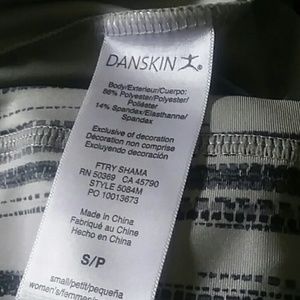 DANSKIN
Body/Exterieur/Cuerpo:
86% Polyester/Polyester/
Poliéster
14% Spandex/Elasthanne/
Spandex
Exclusive of decoration
Décoration non comprise
Excluyendo decoración
FTRY SHAMA
RN 50369 CA 45790
STYLE 5084M
PO 10013673
Made in China
Fabriqué au Chine
Hecho en China
S/P
small/petit/pequeña
women's/femmes/